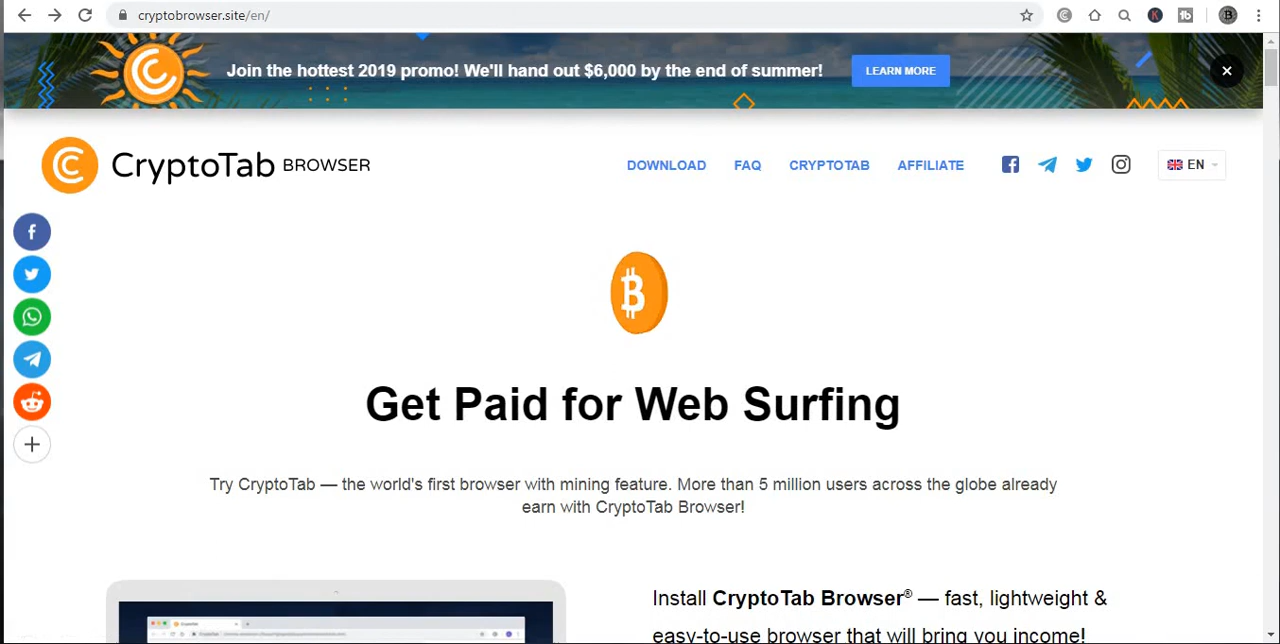 cryptobrowser.site/en/
Join the hottest 2019 promo! We'll hand out $6,000 by the end of summer!
LEARN MORE
CryptoTab BROWSER
DOWNLOAD FAQ CRYPTOTAB AFFILIATE
EN
Get Paid for Web Surfing
Try CryptoTab — the world's first browser with mining feature. More than 5 million users across the globe already
earn with CryptoTab Browser!
Install CryptoTab Browser® — fast, lightweight &
easy-to-use browser that will bring you income!